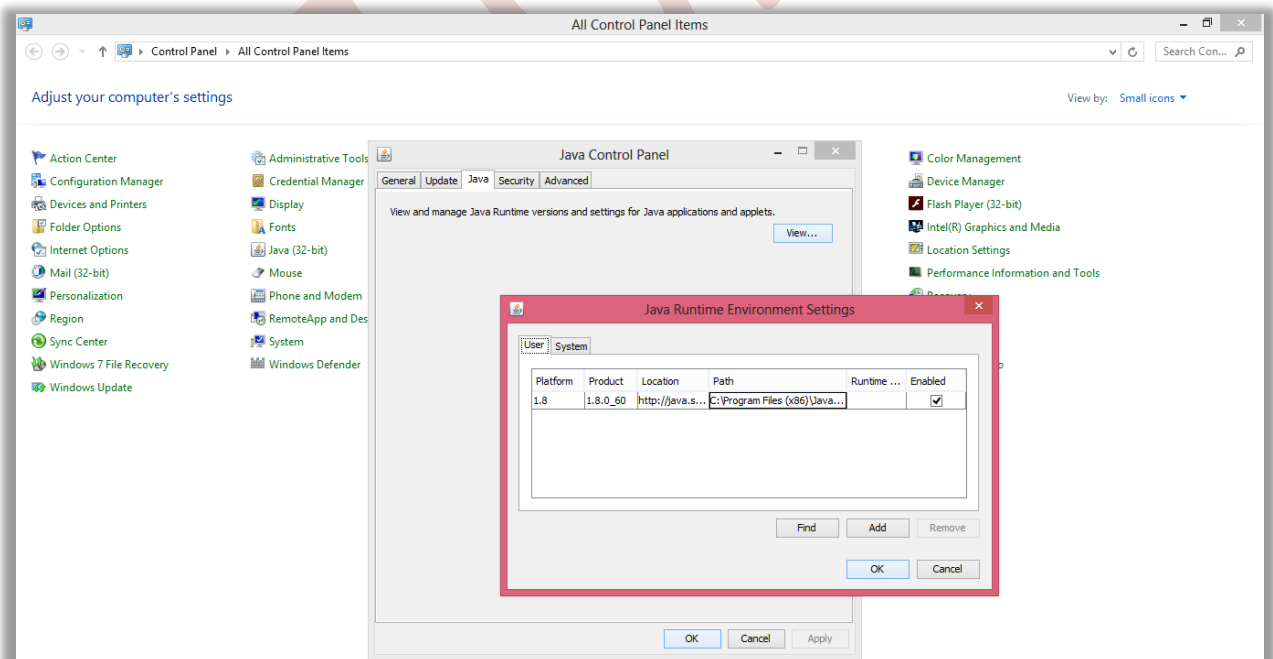 All Control Panel Items
Control Panel All Control Panel Items
Search Con...
Adjust your computer's settings
View by: Small icons
Action Center
Configuration Manager
Devices and Printers
Folder Options
Internet Options
Mail (32-bit)
Personalization
Region
Sync Center
Windows 7 File Recovery
Windows Update
Administrative Tools
Credential Manager
Display
Fonts
Java (32-bit)
Mouse
Phone and Modem
RemoteApp and Des
System
Windows Defender
Java Control Panel
General Update Java Security Advanced
View and manage Java Runtime versions and settings for Java applications and applets.
View...
Java Runtime Environment Settings
User System
Platform Product Location Path Runtime ... Enabled
1.8 1.8.0_60 http://java.s... C:\Program Files (x86)\Java...
Find Add Remove
OK Cancel
OK Cancel Apply
Color Management
Device Manager
Flash Player (32-bit)
Intel(R) Graphics and Media
Location Settings
Performance Information and Tools